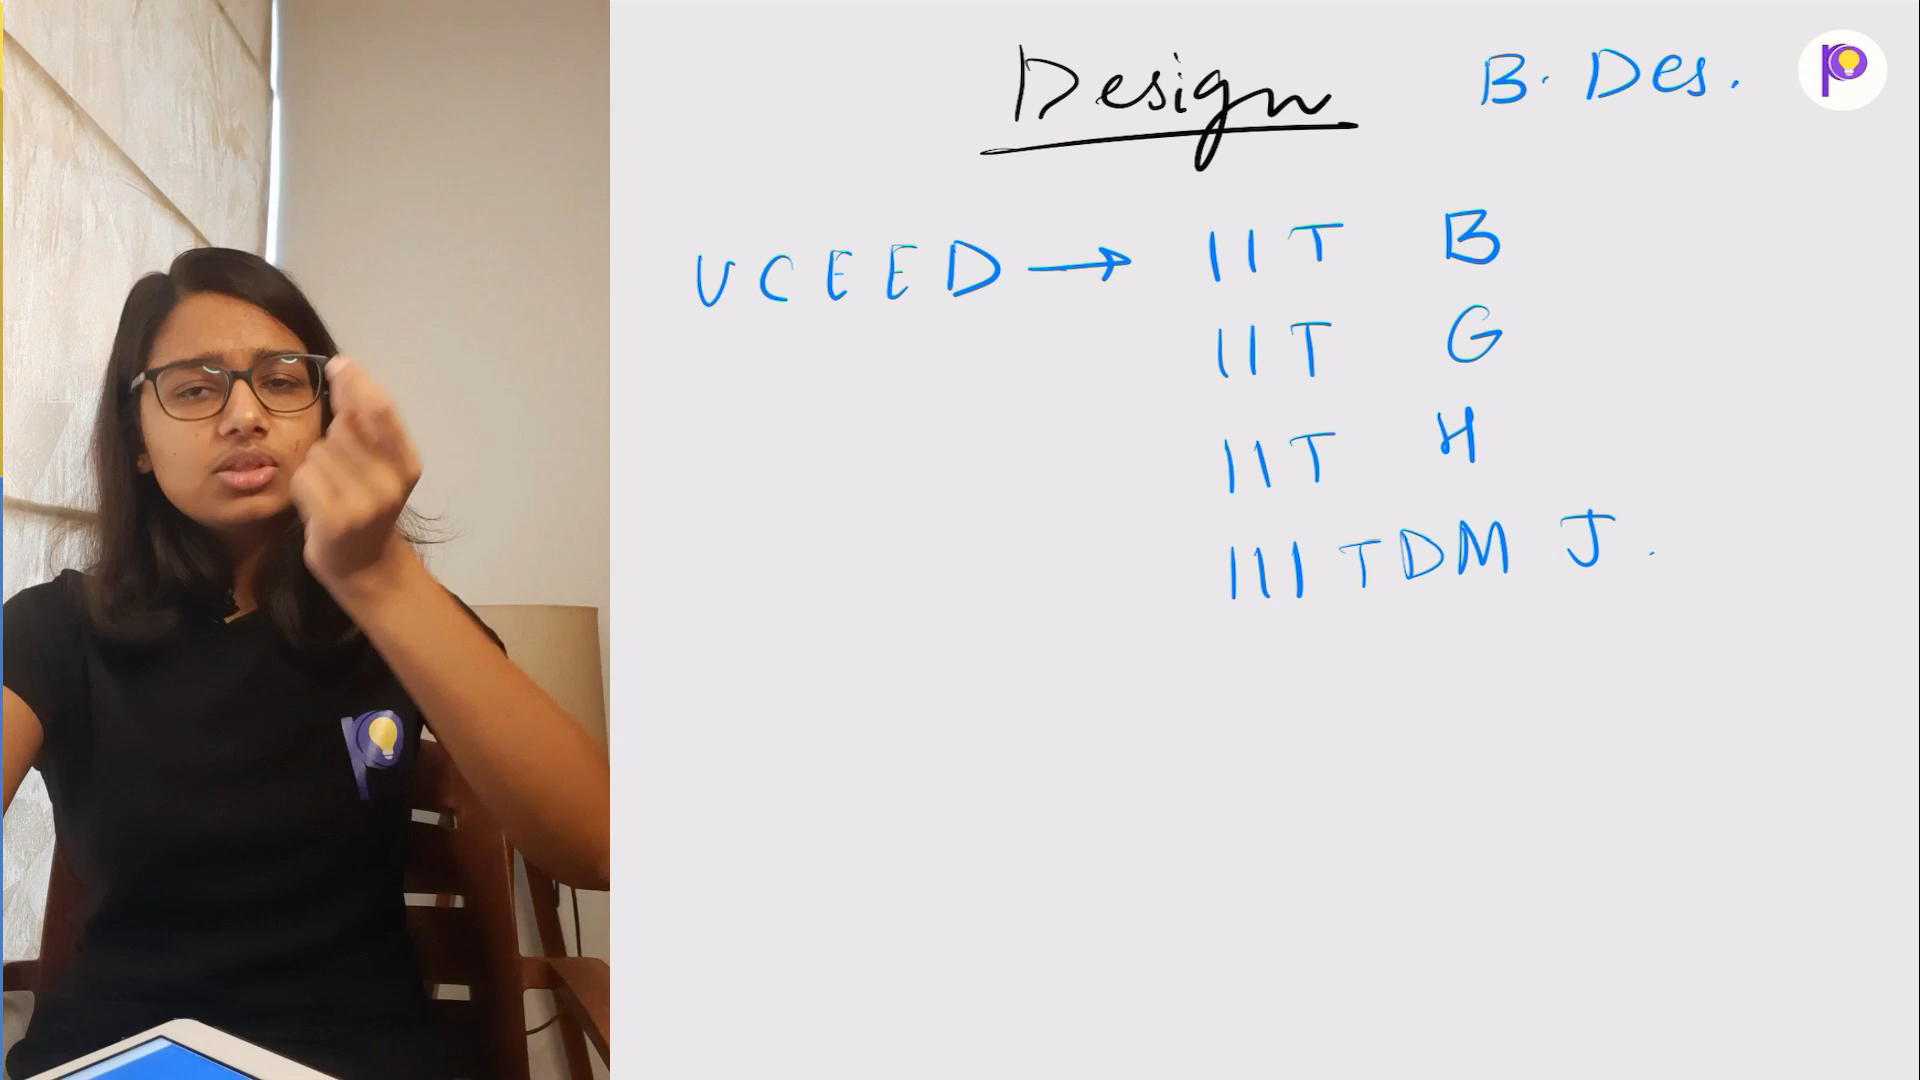 Design B. Des.
UCEED → IIT B
IIT G
IIT H
IIITDM J.